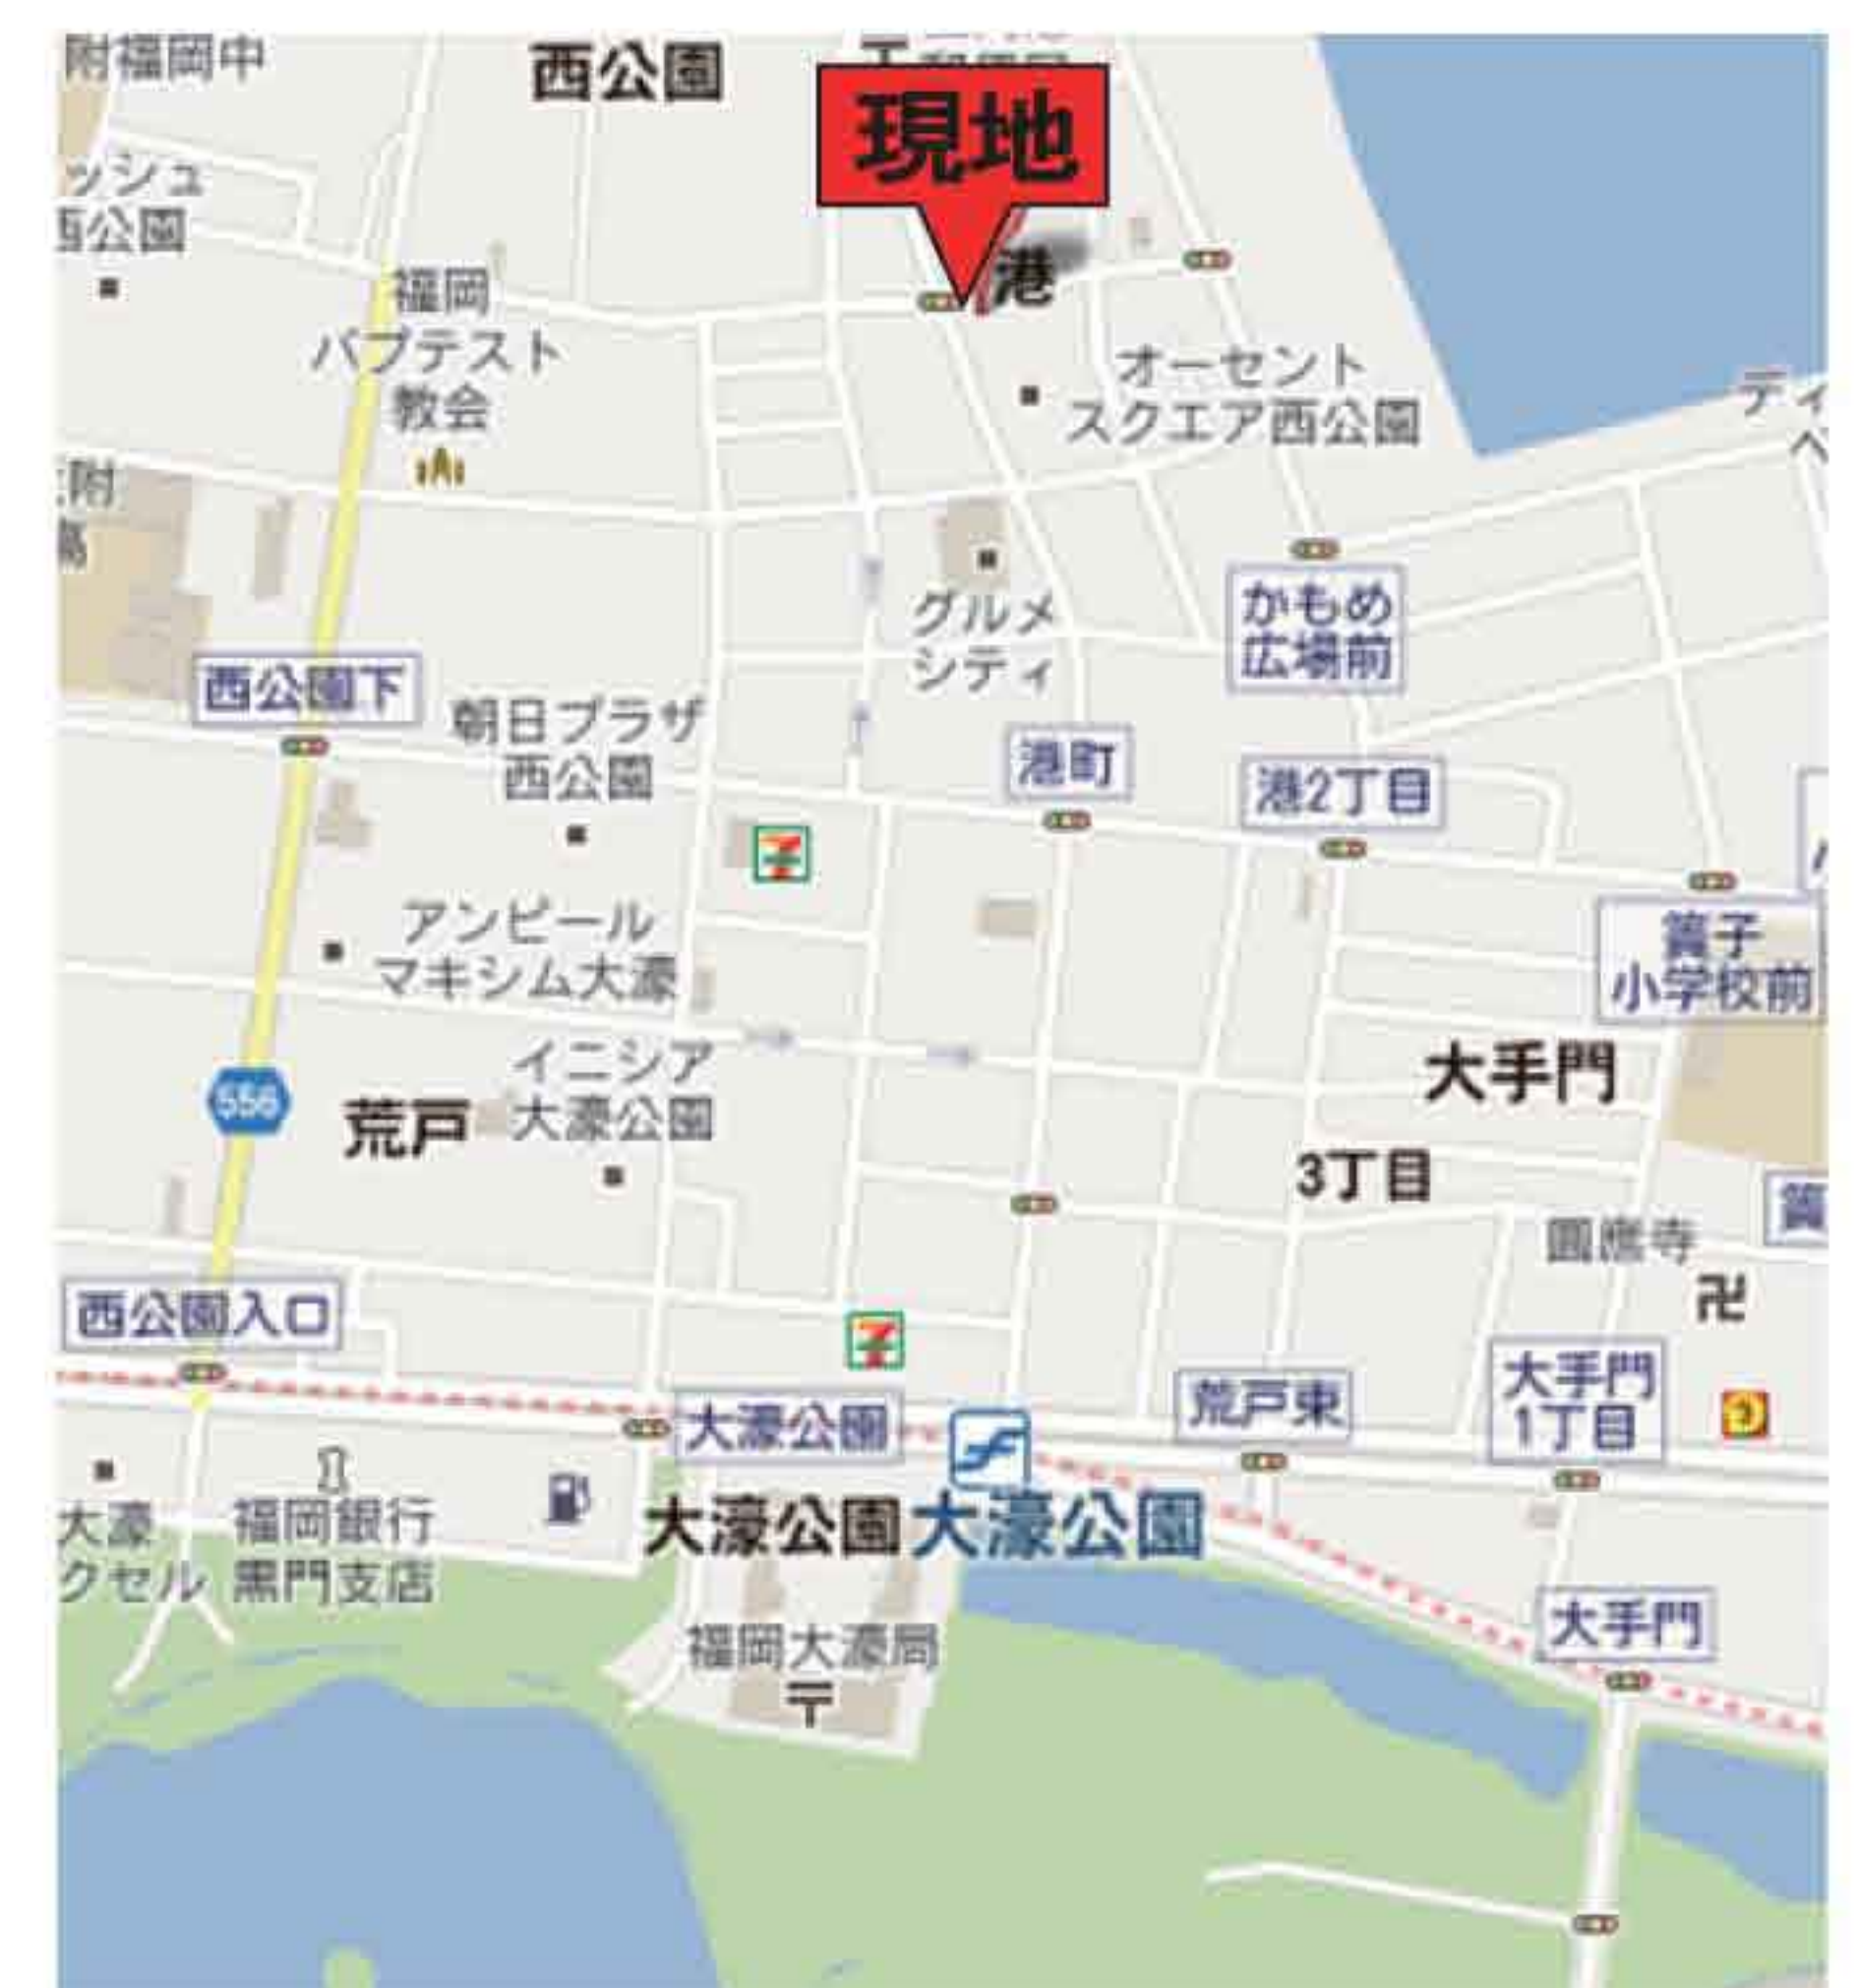 附福岡中
西公園
現地
ッシュ
西公園
港
福岡
バプテスト
教会
オーセント
スクエア西公園
ティ
附
かもめ
広場前
グルメ
シティ
西公園下
朝日プラザ
西公園
港町
港2丁目
アンピール
マキシム大濠
簀子
小学校前
イニシア
大濠公園
大手門
556
荒戸
3丁目
簀
圓應寺
西公園入口
大手門
1丁目
荒戸東
大濠公園
大濠公園
大濠公園
大濠
クセル
福岡銀行
黒門支店
大手門
福岡大濠局